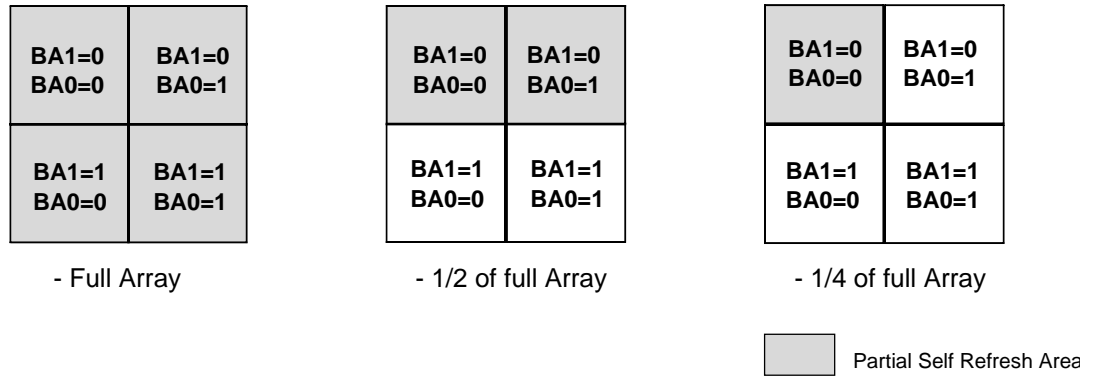 BA1=0
BA0=0
BA1=0
BA0=1
BA1=1
BA0=0
BA1=1
BA0=1
- Full Array
BA1=0
BA0=0
BA1=0
BA0=1
BA1=1
BA0=0
BA1=1
BA0=1
- 1/2 of full Array
BA1=0
BA0=0
BA1=0
BA0=1
BA1=1
BA0=0
BA1=1
BA0=1
- 1/4 of full Array
Partial Self Refresh Area